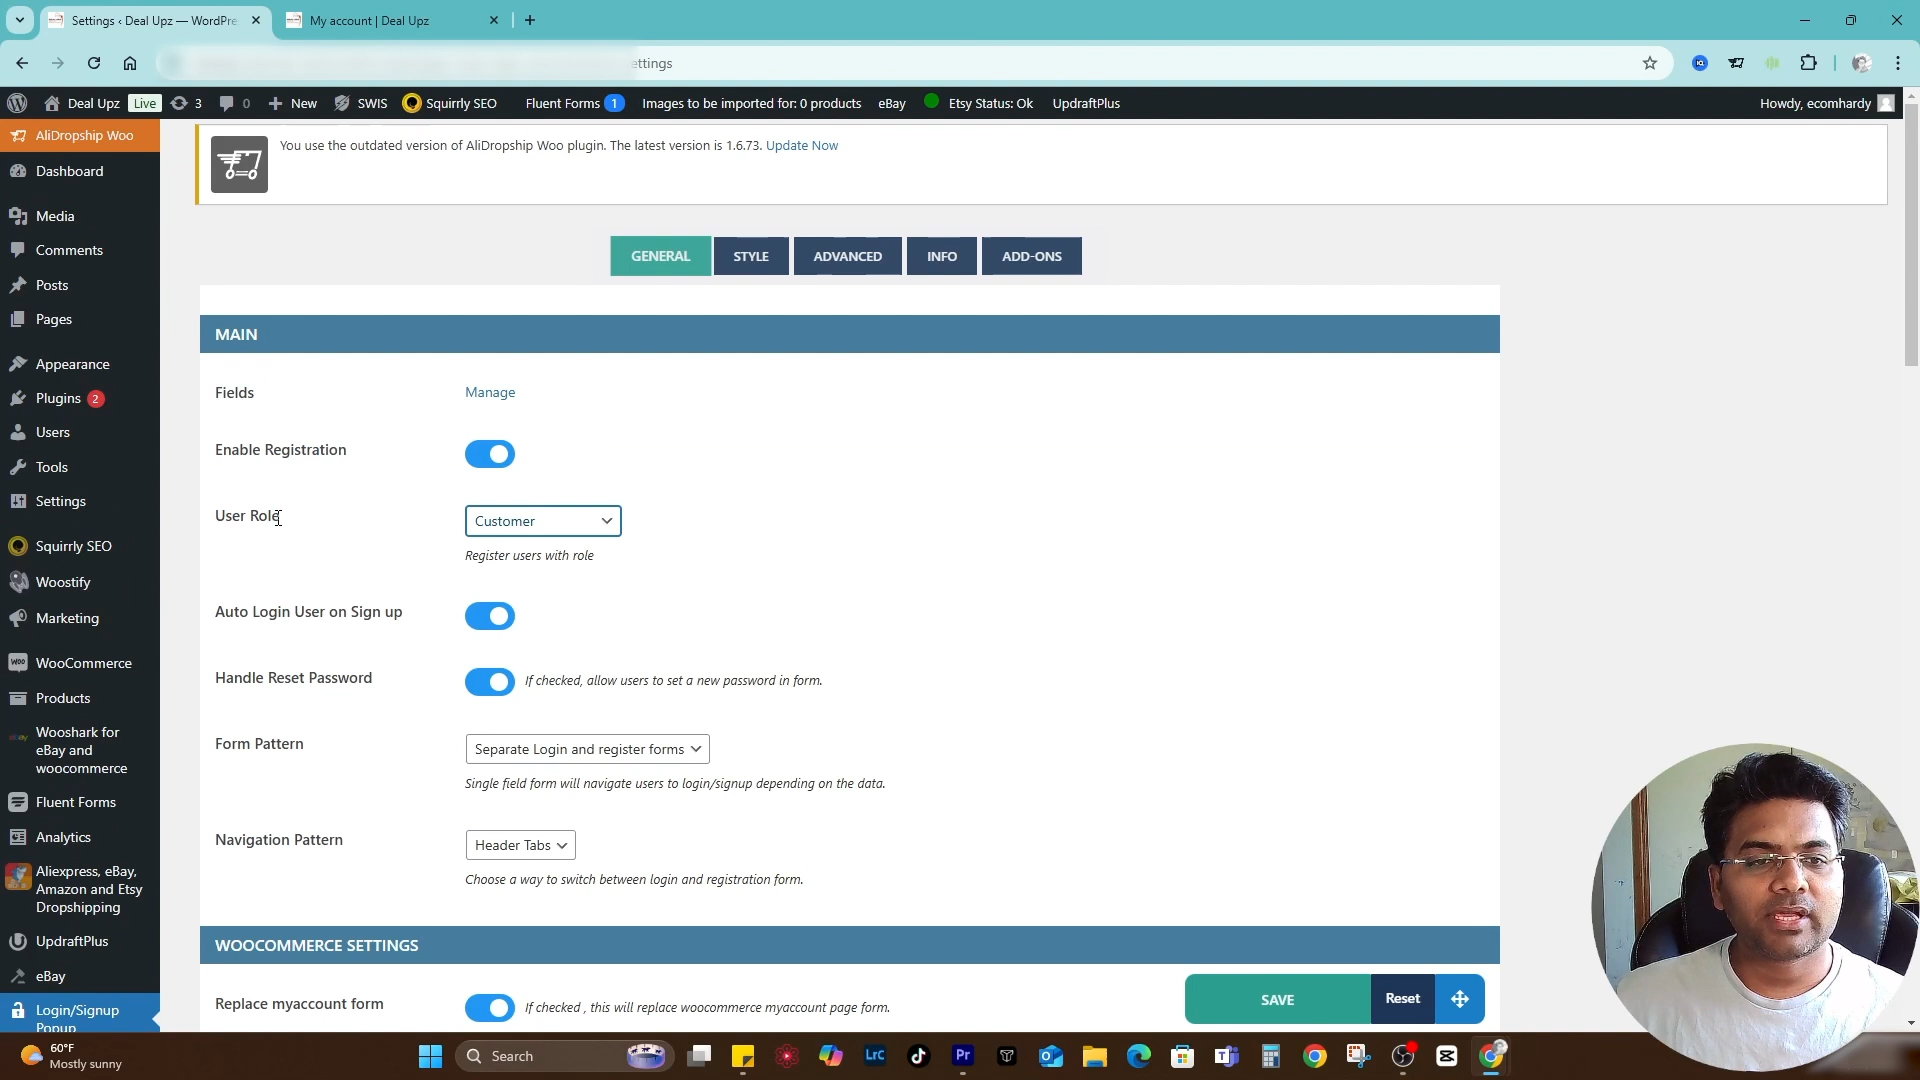 Settings ‹ Deal Upz — WordPre
My account | Deal Upz
ettings
Deal Upz
Live
3
0
New
SWIS
Squirrly SEO
Fluent Forms 1
Images to be imported for: 0 products
eBay
Etsy Status: Ok
UpdraftPlus
Howdy, ecomhardy
AliDropship Woo
Dashboard
Media
Comments
Posts
Pages
Appearance
Plugins 2
Users
Tools
Settings
Squirrly SEO
Woostify
Marketing
WooCommerce
Products
Wooshark for
eBay and
woocommerce
Fluent Forms
Analytics
Aliexpress, eBay,
Amazon and Etsy
Dropshipping
UpdraftPlus
eBay
Login/Signup
Popup
You use the outdated version of AliDropship Woo plugin. The latest version is 1.6.73. Update Now
GENERAL
STYLE
ADVANCED
INFO
ADD-ONS
MAIN
Fields
Manage
Enable Registration
User Role
Customer
Register users with role
Auto Login User on Sign up
Handle Reset Password
If checked, allow users to set a new password in form.
Form Pattern
Separate Login and register forms
Single field form will navigate users to login/signup depending on the data.
Navigation Pattern
Header Tabs
Choose a way to switch between login and registration form.
WOOCOMMERCE SETTINGS
Replace myaccount form
If checked , this will replace woocommerce myaccount page form.
SAVE
Reset
60°F
Mostly sunny
Search
LrC
Pr